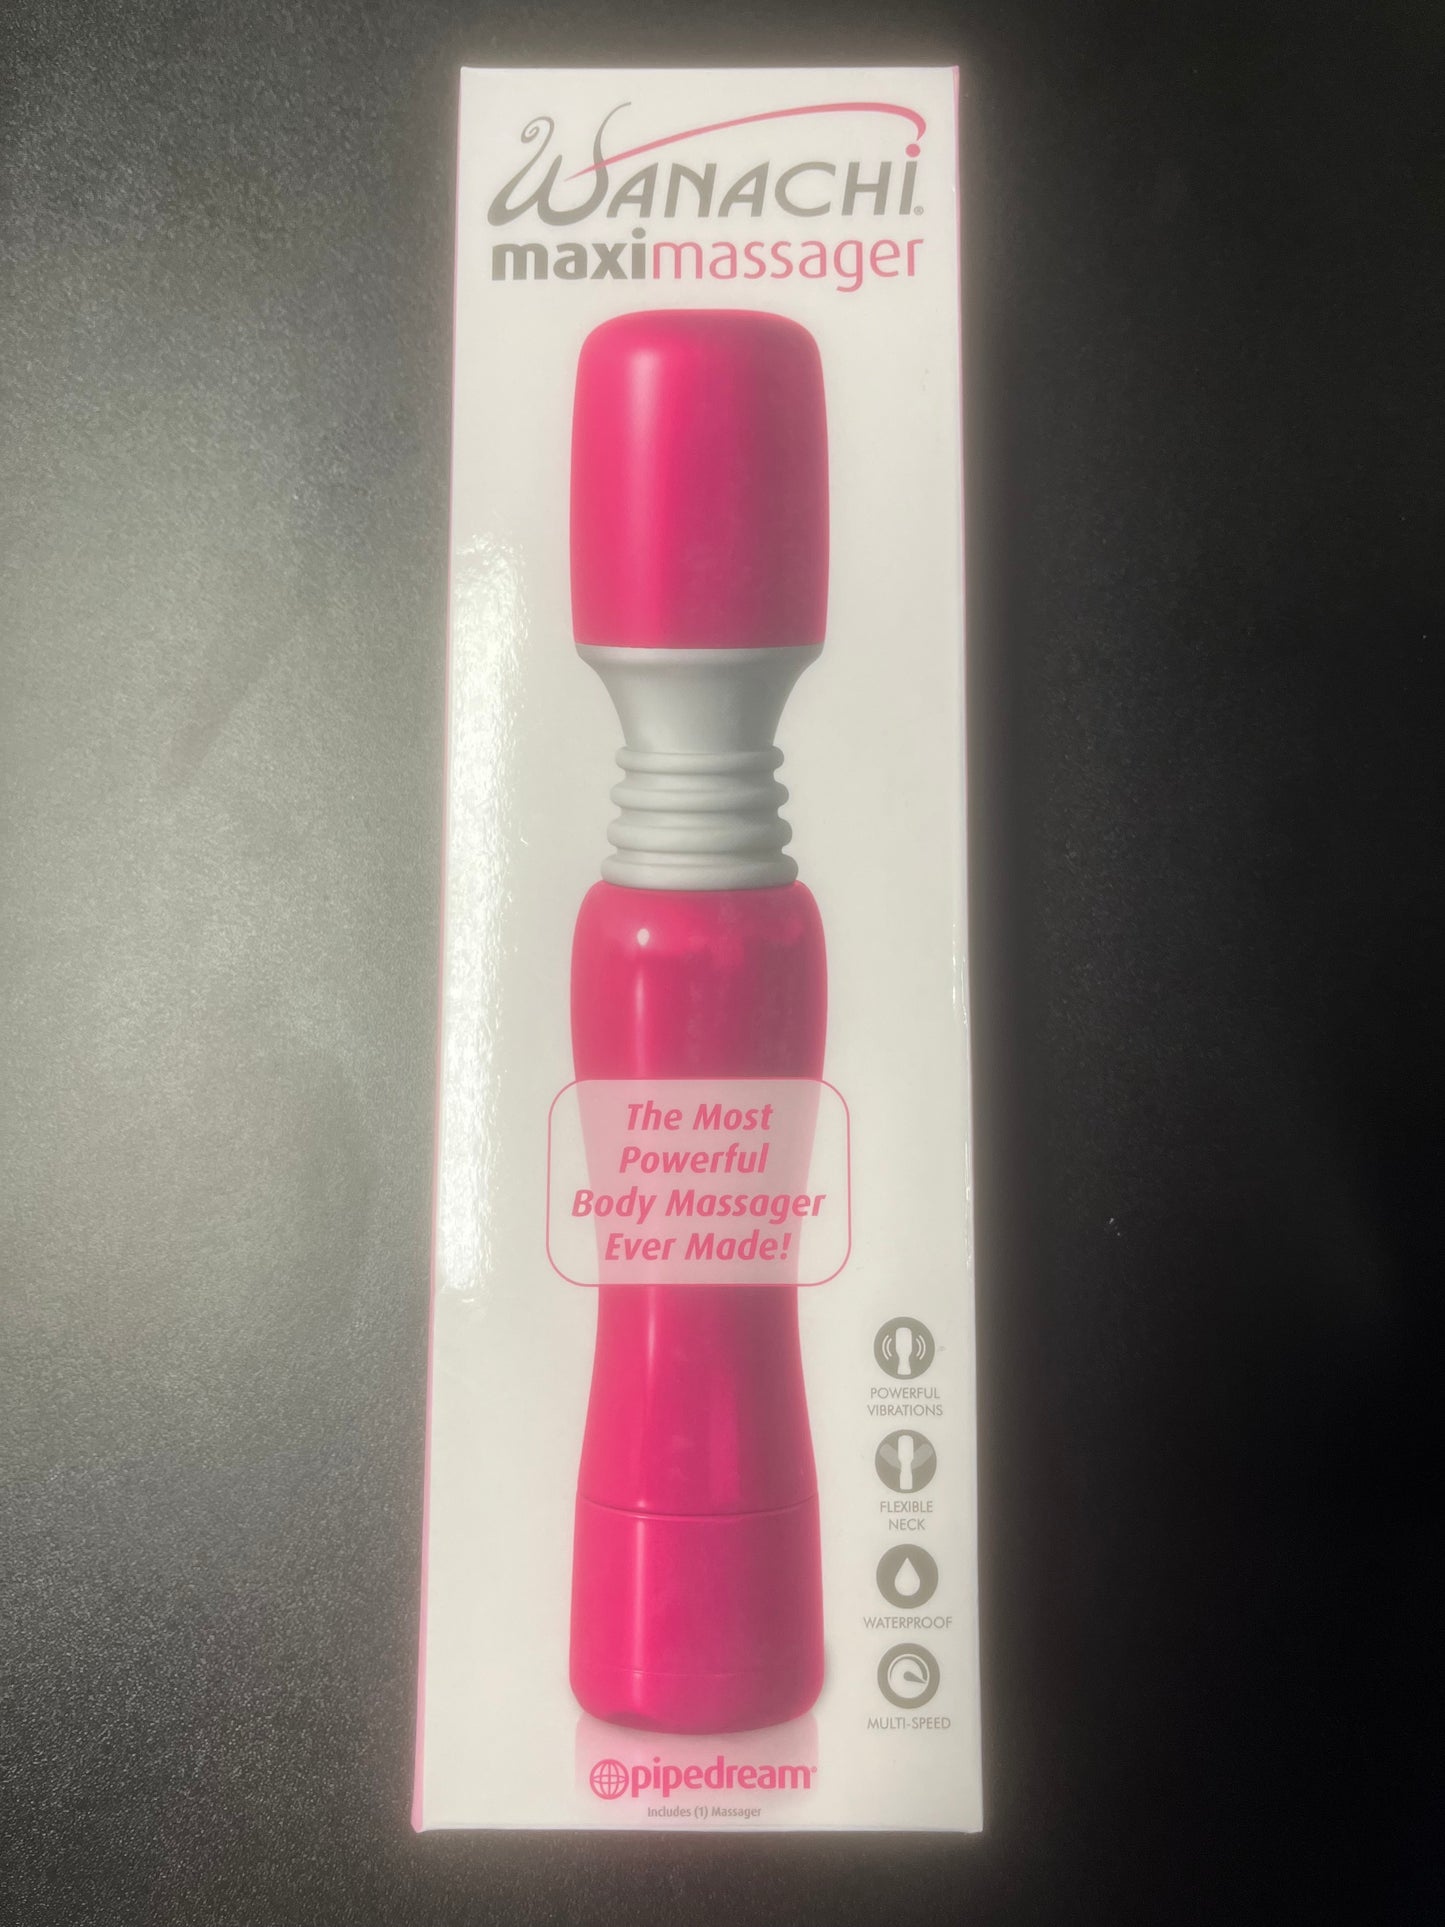 WANACHi®
maximassager
The Most
Powerful
Body Massager
Ever Made!
POWERFUL
VIBRATIONS
FLEXIBLE
NECK
WATERPROOF
MULTI-SPEED
pipedream®
Includes (1) Massager